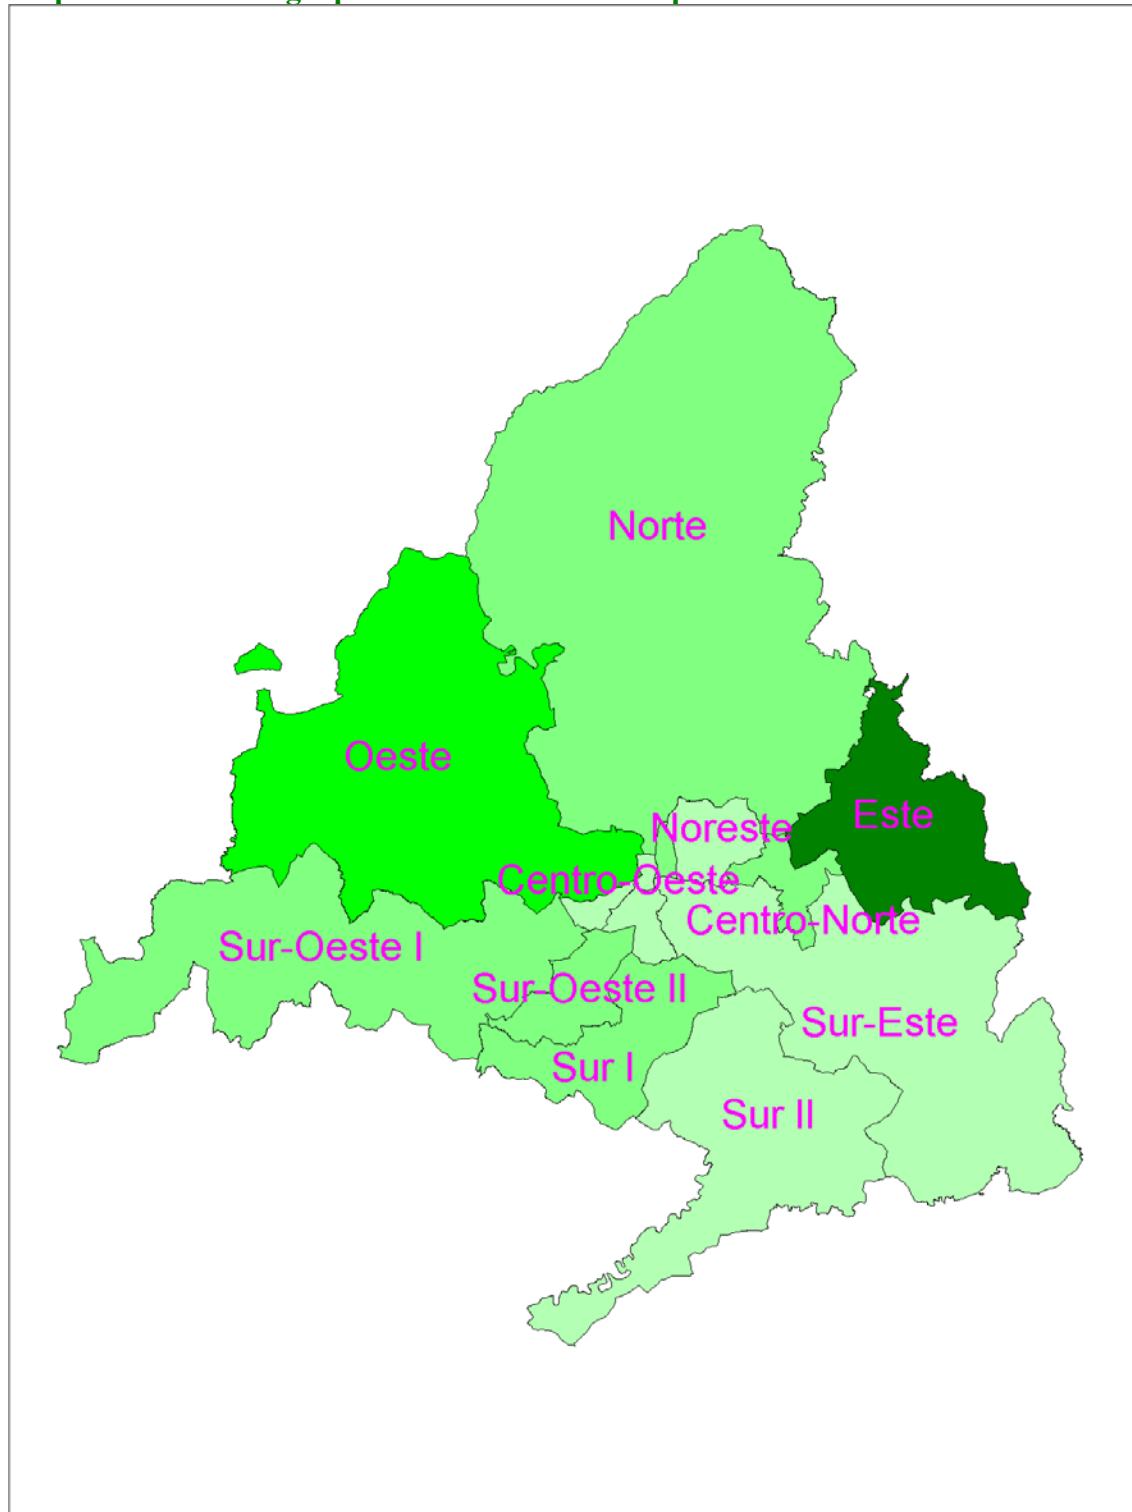 Norte
Oeste
Este
Noreste
Centro-Oeste
Centro-Norte
Sur-Oeste I
Sur-Oeste II
Sur-Este
Sur I
Sur II